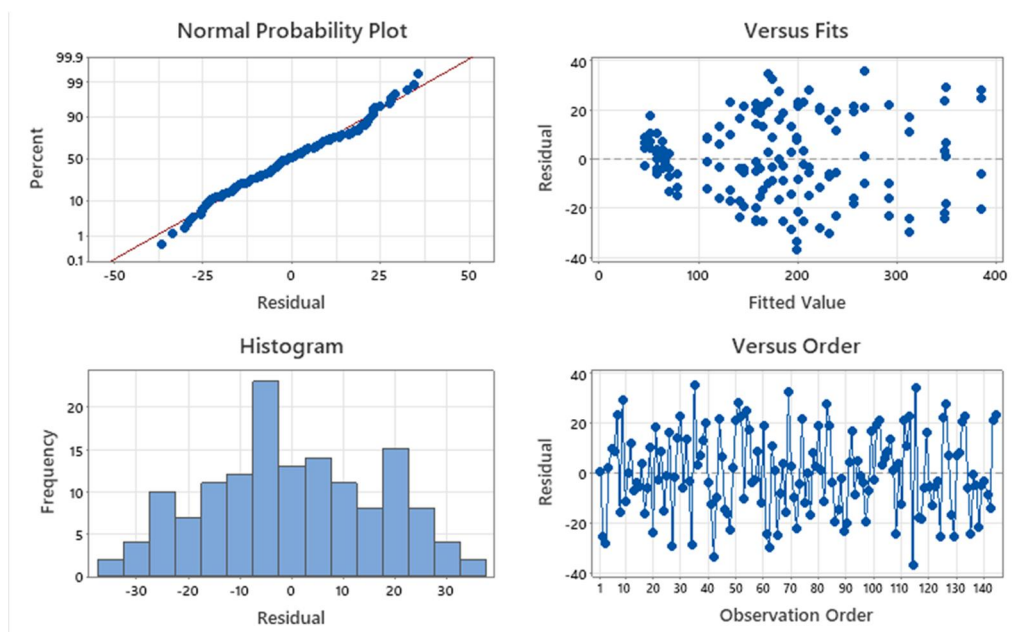 Normal Probability Plot
99.9
99
90
50
10
1
0.1
Percent
-50 -25 0 25 50
Residual
Versus Fits
40
20
0
-20
-40
Residual
0 100 200 300 400
Fitted Value
Histogram
20
15
10
5
0
Frequency
-30 -20 -10 0 10 20 30
Residual
Versus Order
40
20
0
-20
-40
Residual
1 10 20 30 40 50 60 70 80 90 100 110 120 130 140
Observation Order